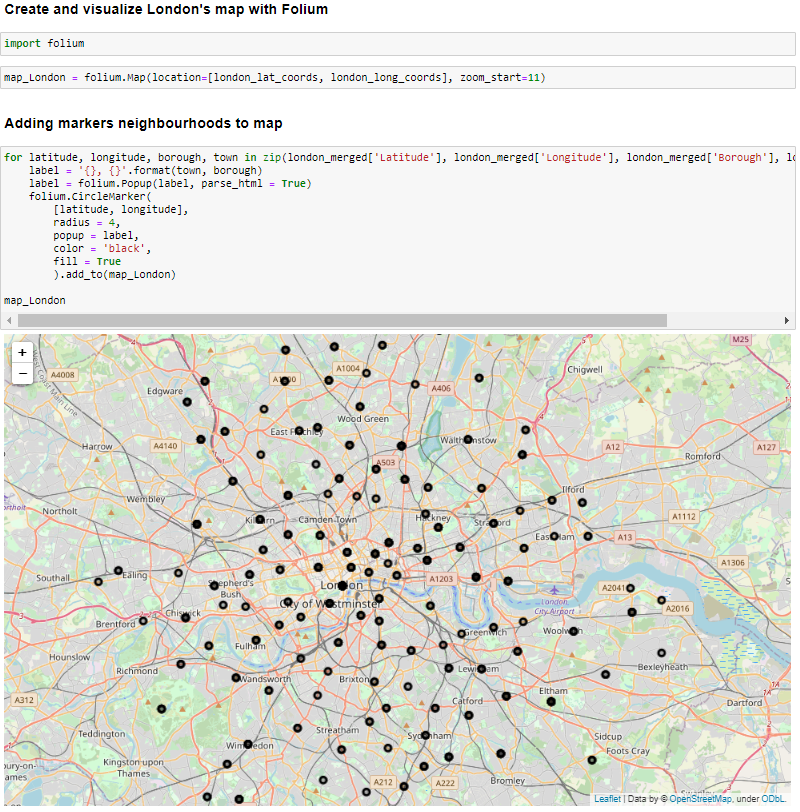 Create and visualize London's map with Folium
import folium
map_London = folium.Map(location=[london_lat_coords, london_long_coords], zoom_start=11)
Adding markers neighbourhoods to map
for latitude, longitude, borough, town in zip(london_merged['Latitude'], london_merged['Longitude'], london_merged['Borough'], lo
label = '{}, {}'.format(town, borough)
label = folium.Popup(label, parse_html = True)
folium.CircleMarker(
[latitude, longitude],
radius = 4,
popup = label,
color = 'black',
fill = True
).add_to(map_London)
map_London
+
−
M25
A4008
West Coast Main Line
A1004
Chigwell
A406
Edgware
Wood Green
Harrow
A4140
Walthamstow
A12
A127
Romford
A503
Wembley
Ilford
Northolt
Camden Town
Hackney
A1112
A13
A1306
Southall
Ealing
Shepherd's
Bush
London
A1203
London
City Airport
A2041
A2016
City of Westminster
Chiswick
Brentford
Greenwich
Woolwich
Hounslow
Fulham
Richmond
Bexleyheath
Wandsworth
Brixton
Lewisham
A312
Catford
Eltham
Dartford
1A
Teddington
Streatham
Sydenham
Sidcup
Wimbledon
Foots Cray
Kingston upon
Thames
A212
A222
Bromley
Leaflet | Data by © OpenStreetMap, under ODbL.